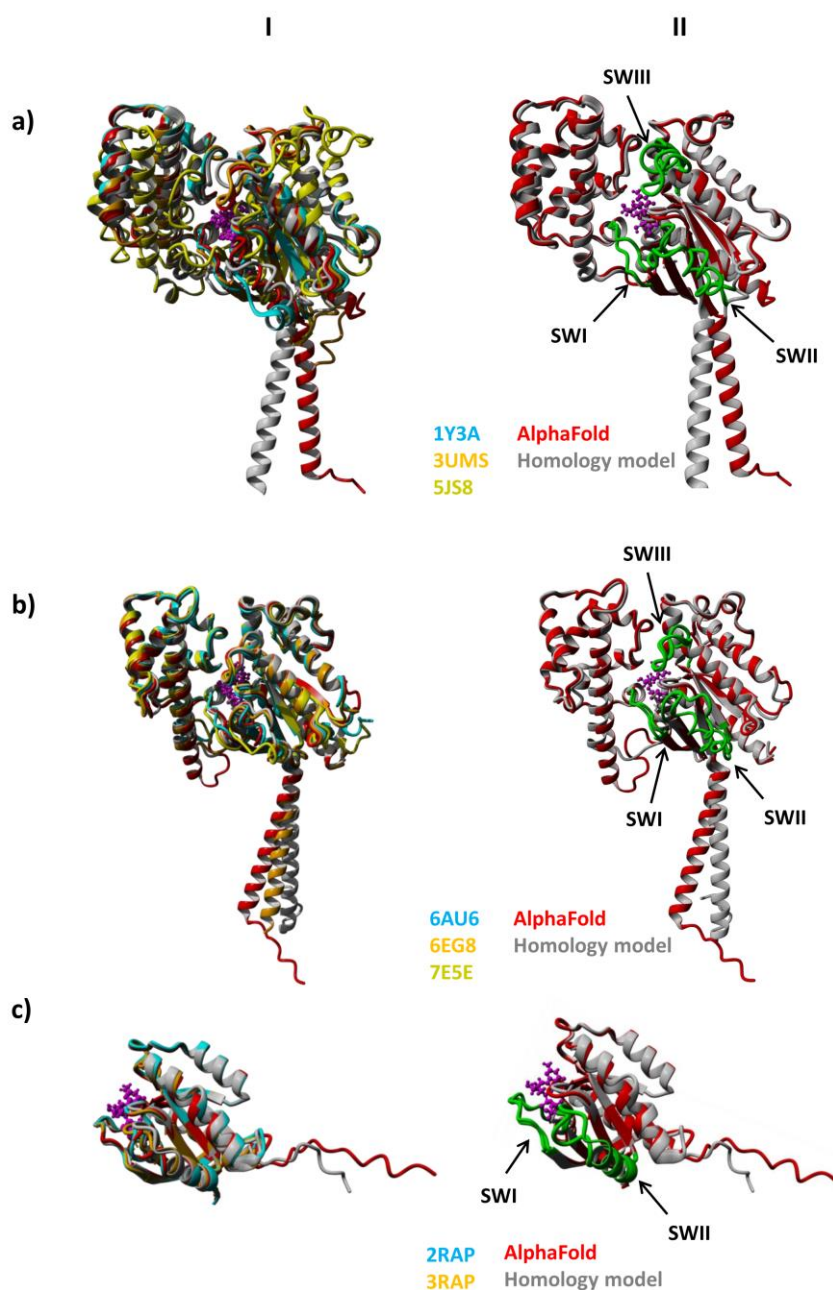 I II
a)
SWIII
SWI
SWII
1Y3A AlphaFold
3UMS Homology model
5JS8
b)
SWIII
SWI
SWII
6AU6 AlphaFold
6EG8 Homology model
7E5E
c)
SWI
SWII
2RAP AlphaFold
3RAP Homology model